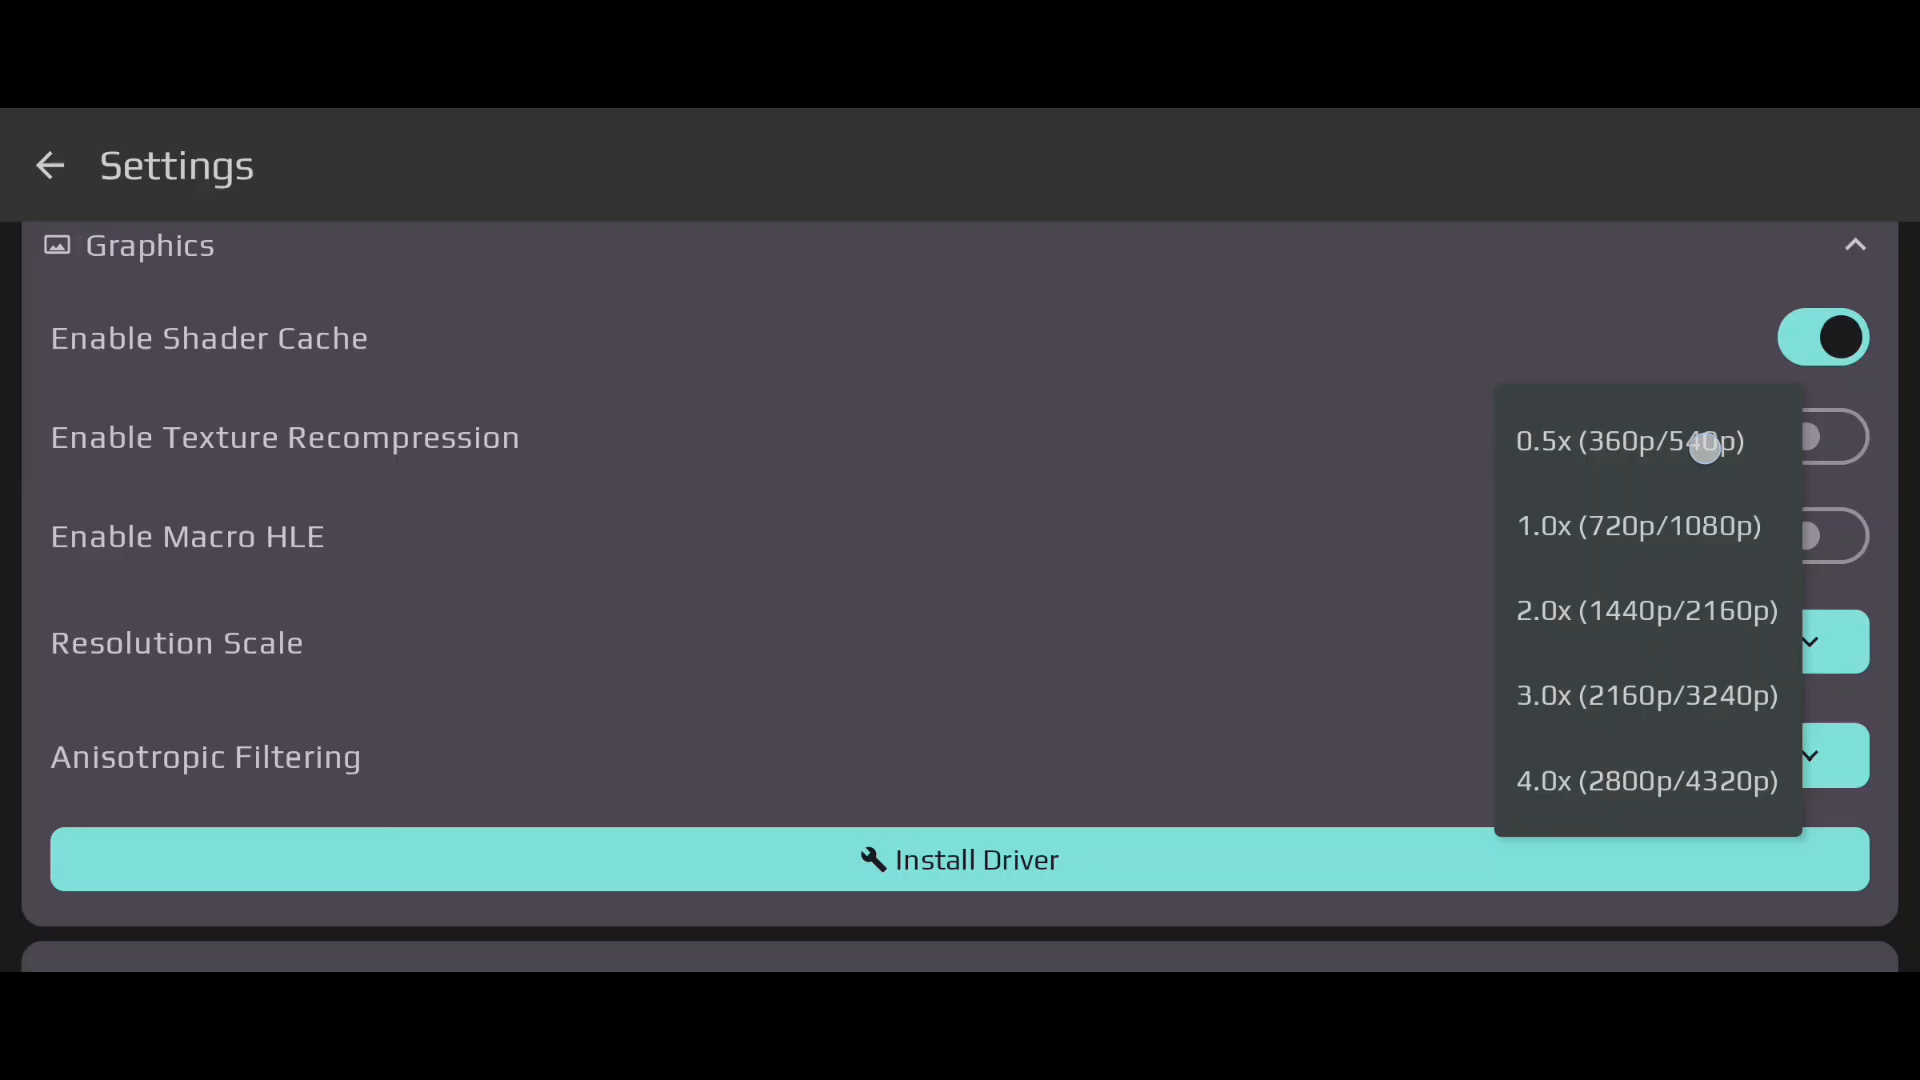 Settings
Graphics
Enable Shader Cache
Enable Texture Recompression
Enable Macro HLE
Resolution Scale
Anisotropic Filtering
0.5x (360p/540p)
1.0x (720p/1080p)
2.0x (1440p/2160p)
3.0x (2160p/3240p)
4.0x (2800p/4320p)
Install Driver